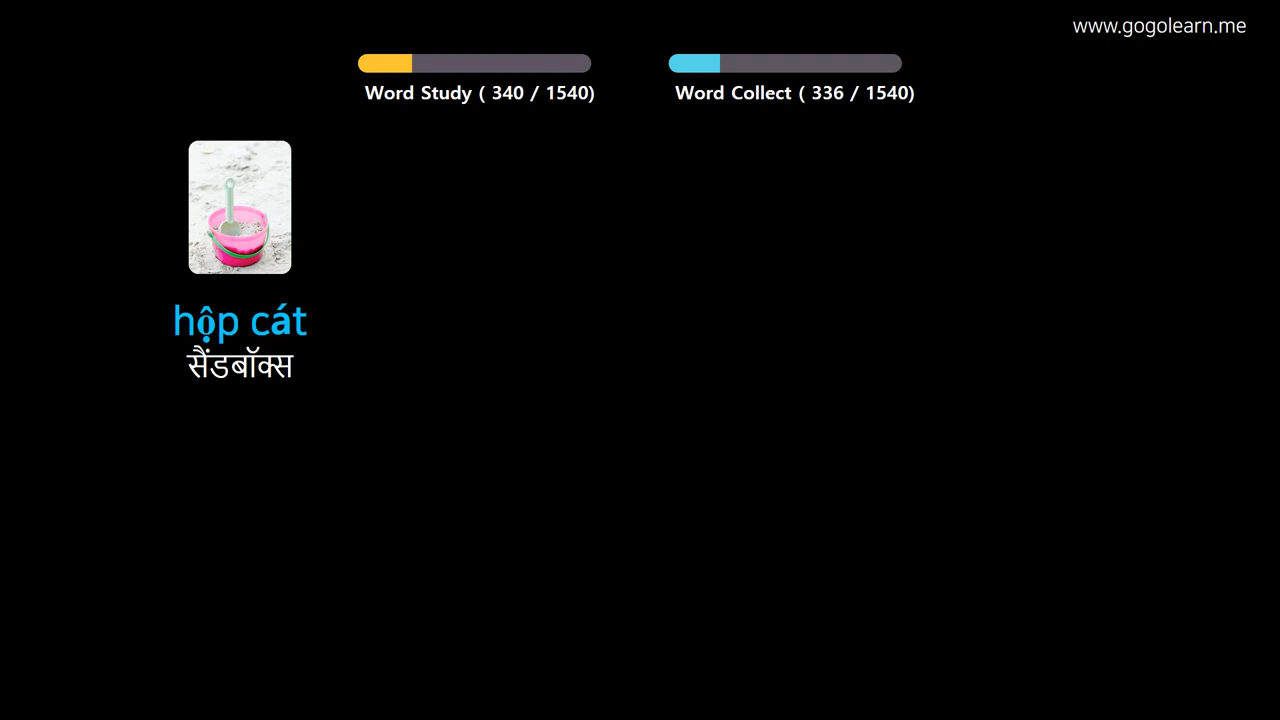 www.gogolearn.me
Word Study ( 340 / 1540)
Word Collect ( 336 / 1540)
hộp cát
सैंडबॉक्स